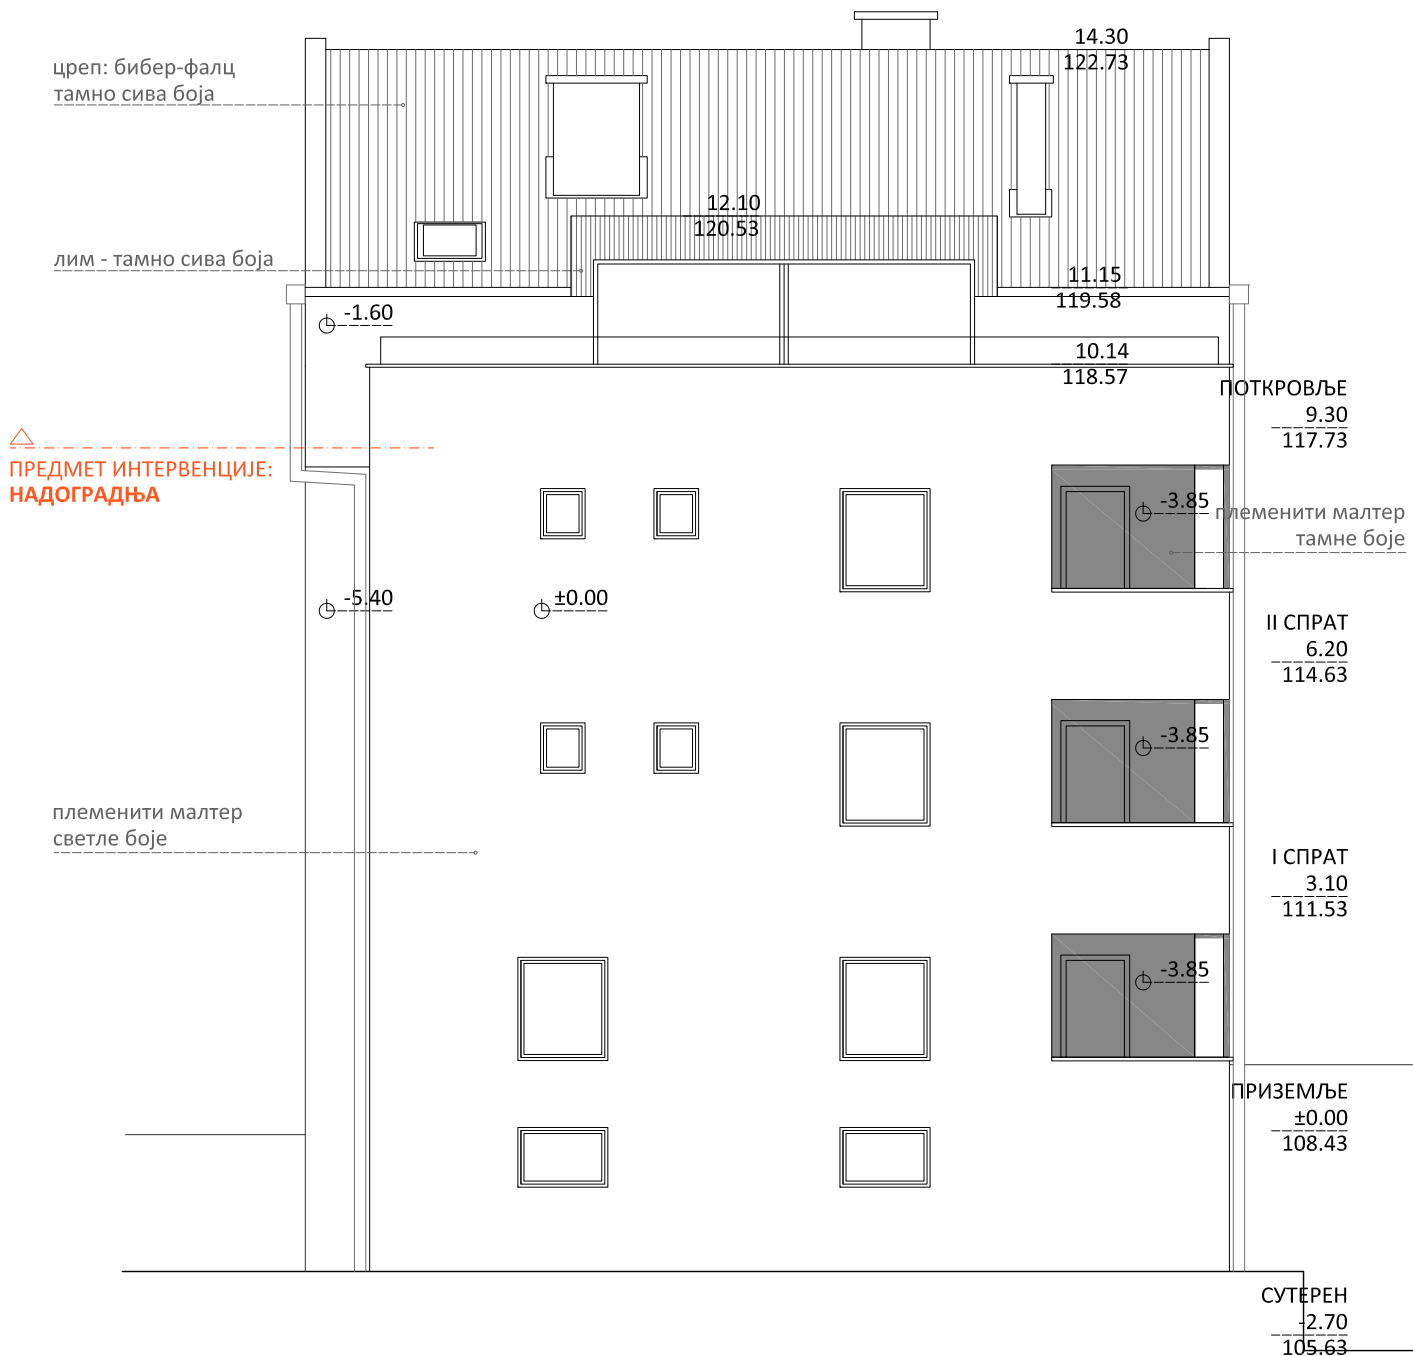 14.30
122.73
цреп: бибер-фалц
тамно сива боја
12.10
120.53
лим - тамно сива боја
11.15
119.58
-1.60
10.14
118.57
ПОТКРОВЉЕ
9.30
117.73
ПРЕДМЕТ ИНТЕРВЕНЦИЈЕ:
НАДОГРАДЊА
-3.85
племенити малтер
тамне боје
-5.40
±0.00
II СПРАТ
6.20
114.63
-3.85
племенити малтер
светле боје
I СПРАТ
3.10
111.53
-3.85
ПРИЗЕМЉЕ
±0.00
108.43
СУТЕРЕН
-2.70
105.63